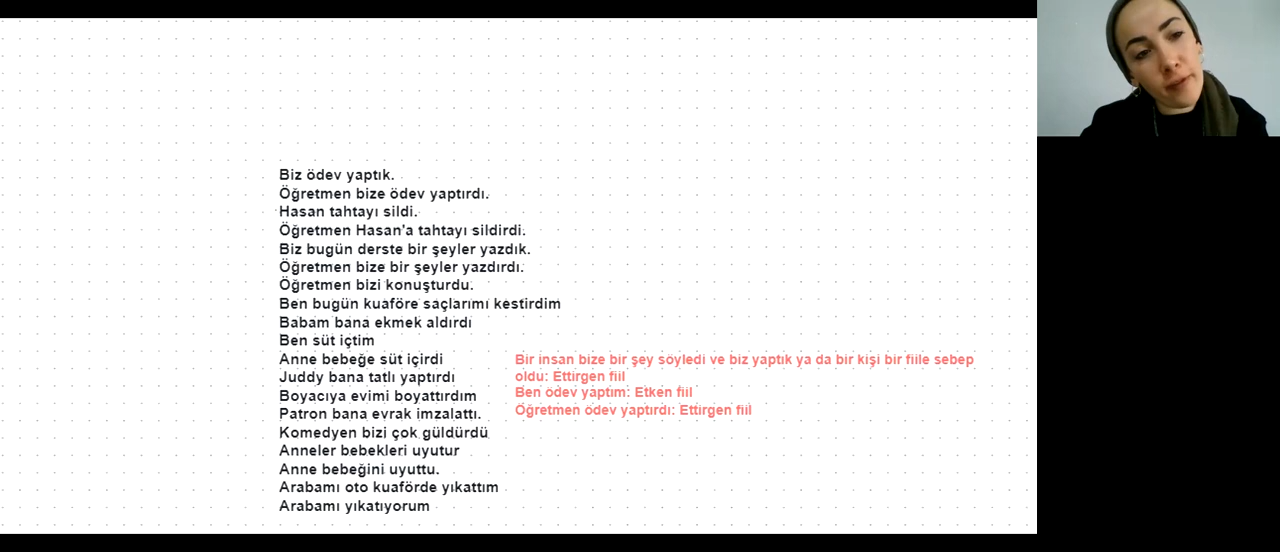 Biz ödev yaptık.
Öğretmen bize ödev yaptırdı.
Hasan tahtayı sildi.
Öğretmen Hasan'a tahtayı sildirdi.
Biz bugün derste bir şeyler yazdık.
Öğretmen bize bir şeyler yazdırdı.
Öğretmen bizi konuşturdu.
Ben bugün kuaföre saçlarımı kestirdim
Babam bana ekmek aldırdı
Ben süt içtim
Anne bebeğe süt içirdi
Juddy bana tatlı yaptırdı
Boyacıya evimi boyattırdım
Patron bana evrak imzalattı.
Komedyen bizi çok güldürdü
Anneler bebekleri uyutur
Anne bebeğini uyuttu.
Arabamı oto kuaförde yıkattım
Arabamı yıkatıyorum
Bir insan bize bir şey söyledi ve biz yaptık ya da bir kişi bir fiile sebep
oldu: Ettirgen fiil
Ben ödev yaptım: Etken fiil
Öğretmen ödev yaptırdı: Ettirgen fiil